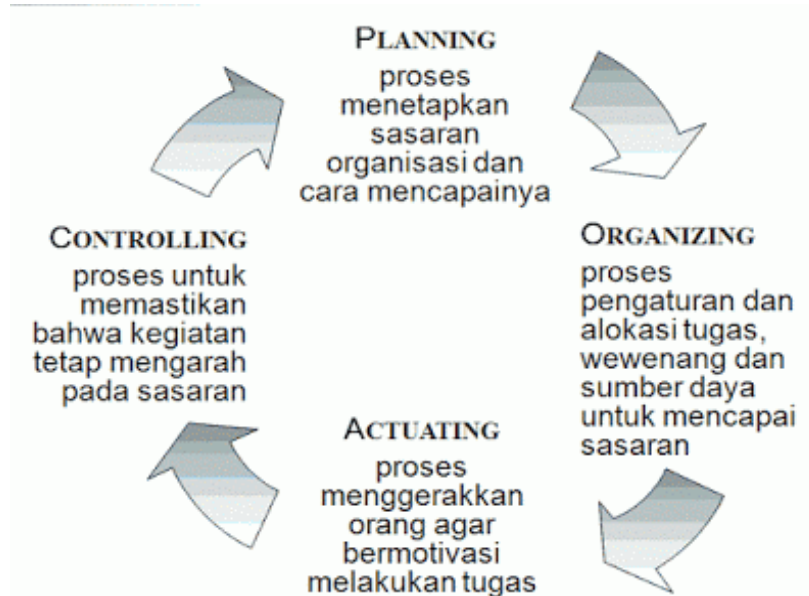 PLANNING
proses
menetapkan
sasaran
organisasi dan
cara mencapainya
ORGANIZING
proses
pengaturan dan
alokasi tugas,
wewenang dan
sumber daya
untuk mencapai
sasaran
ACTUATING
proses
menggerakkan
orang agar
bermotivasi
melakukan tugas
CONTROLLING
proses untuk
memastikan
bahwa kegiatan
tetap mengarah
pada sasaran